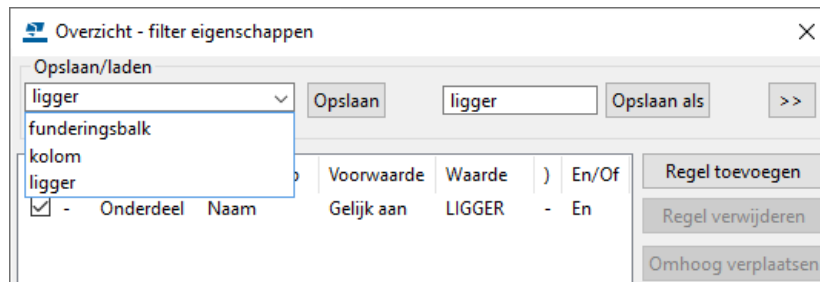 Overzicht - filter eigenschappen
Opslaan/laden
ligger Opslaan ligger Opslaan als >>
funderingsbalk
kolom
ligger
Voorwaarde Waarde ) En/Of Regel toevoegen
- Onderdeel Naam Gelijk aan LIGGER - En Regel verwijderen
Omhoog verplaatsen